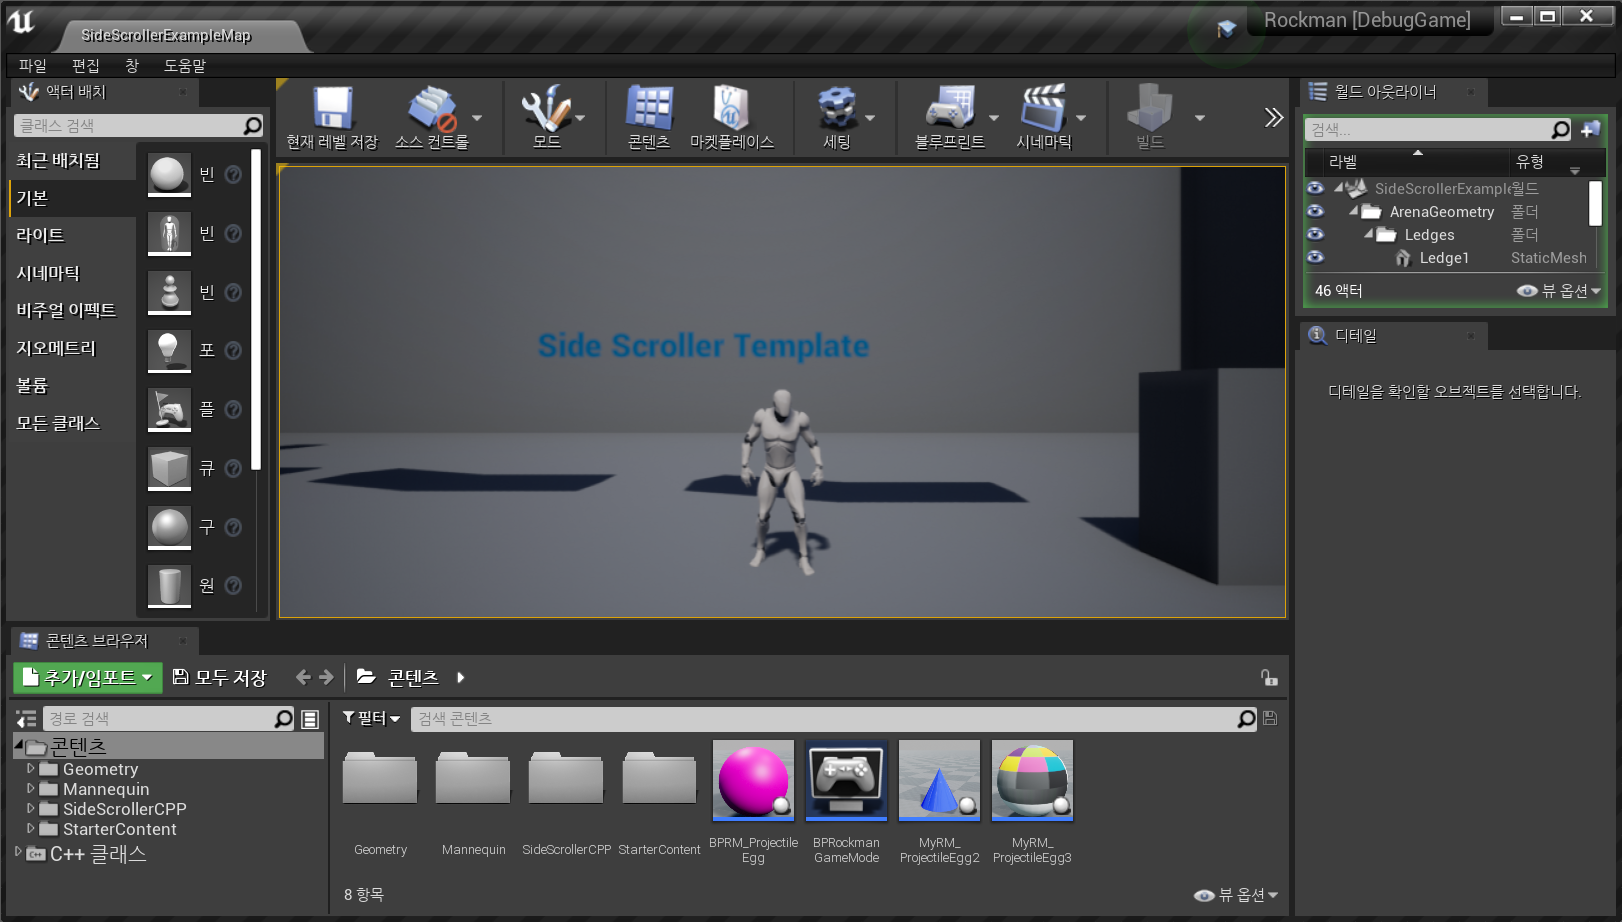 SideScrollerExampleMap
Rockman [DebugGame]
파일 편집 창 도움말
액터 배치
클래스 검색
최근 배치됨
기본
라이트
시네마틱
비주얼 이펙트
지오메트리
볼륨
모든 클래스
빈
빈
빈
포
플
큐
구
원
현재 레벨 저장 소스 컨트롤 모드 콘텐츠 마켓플레이스 세팅 블루프린트 시네마틱 빌드
Side Scroller Template
월드 아웃라이너
검색...
라벨 유형
SideScrollerExample 월드
ArenaGeometry 폴더
Ledges 폴더
Ledge1 StaticMesh
46 액터 뷰 옵션
디테일
디테일을 확인할 오브젝트를 선택합니다.
콘텐츠 브라우저
추가/임포트 모두 저장 콘텐츠
경로 검색
콘텐츠
Geometry
Mannequin
SideScrollerCPP
StarterContent
C++ 클래스
필터 검색 콘텐츠
Geometry
Mannequin
SideScrollerCPP
StarterContent
BPRM_Projectile
Egg
BPRockman
GameMode
MyRM_
ProjectileEgg2
MyRM_
ProjectileEgg3
8 항목 뷰 옵션